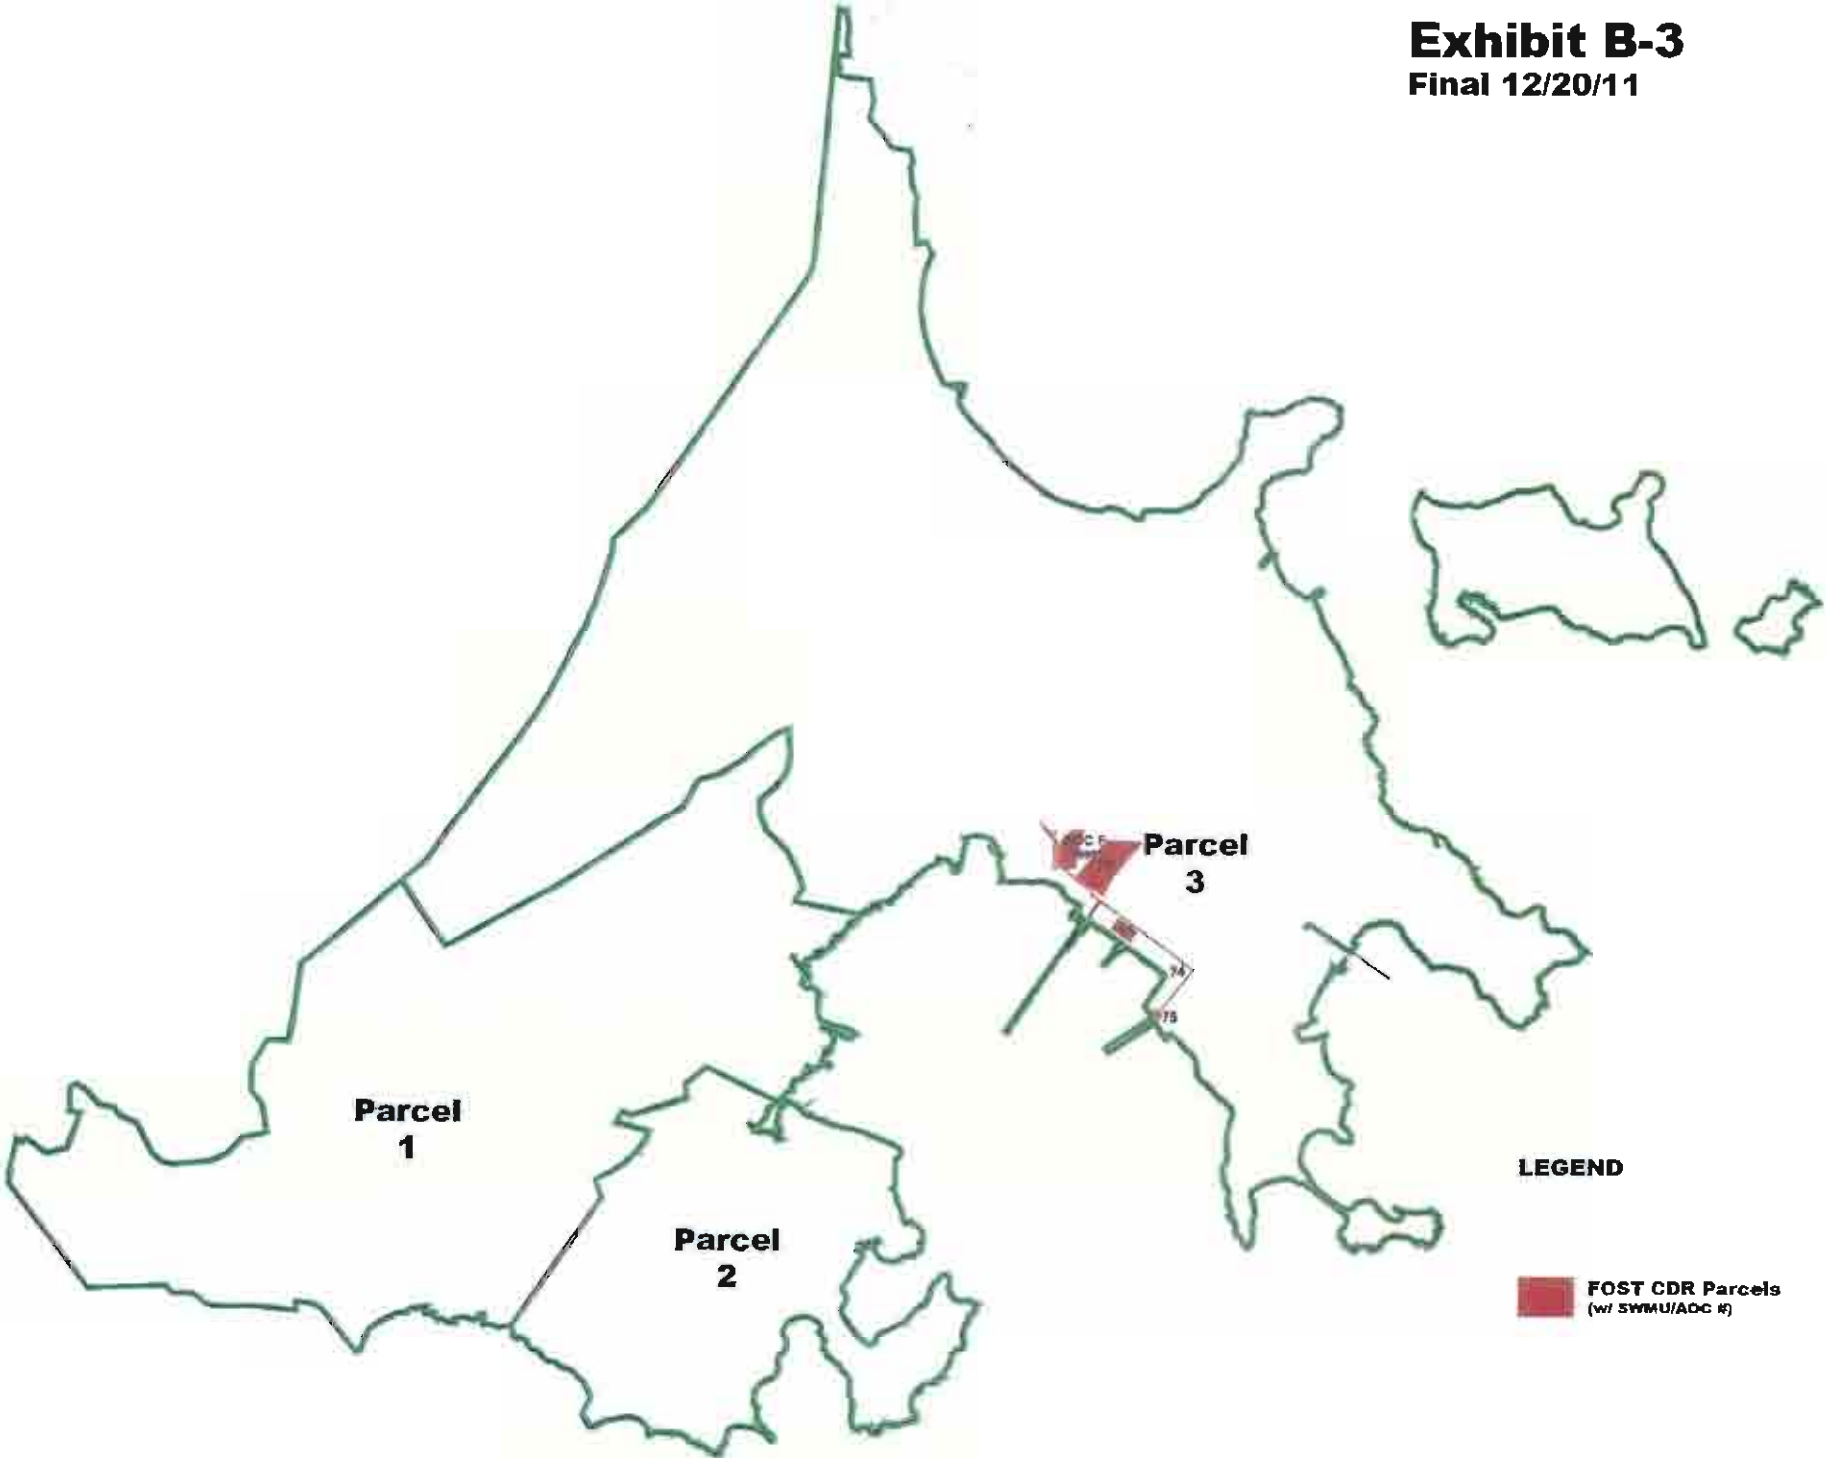 Exhibit B-3
Final 12/20/11
Parcel
3
74
75
Parcel
1
Parcel
2
LEGEND
FOST CDR Parcels
(w/ SWMU/AOC #)